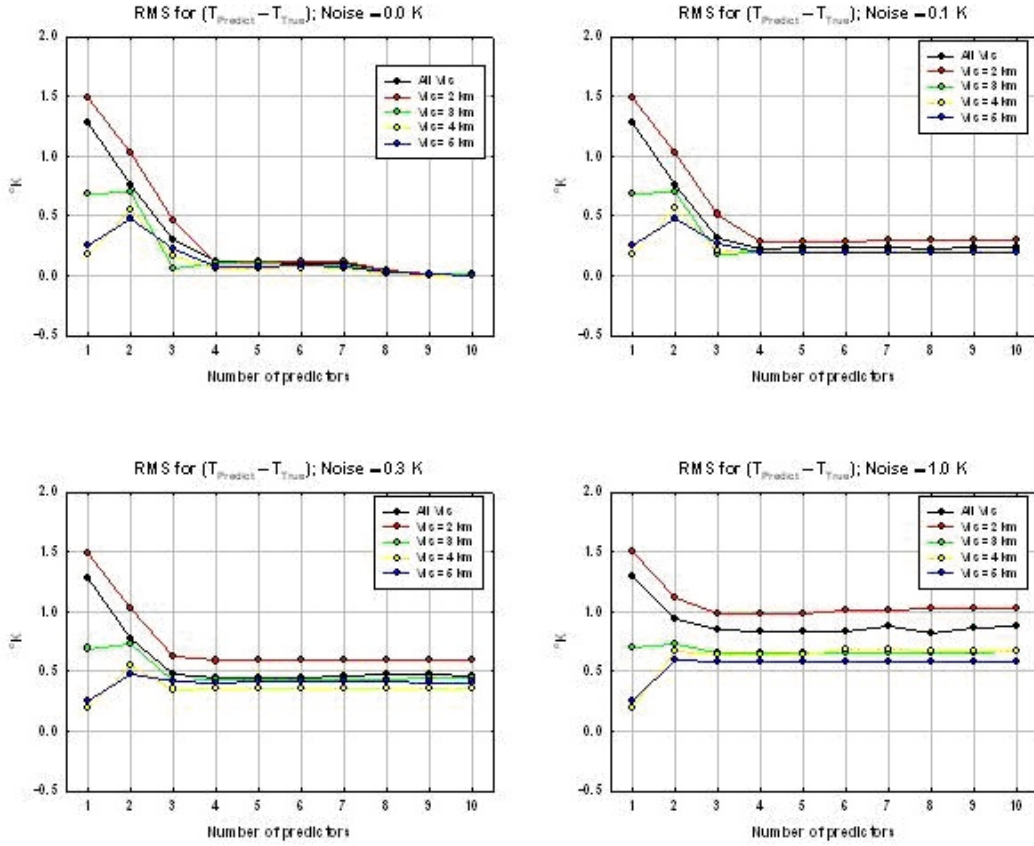 RMS for (T_Predict − T_True); Noise = 0.0 K
2.0
1.5
1.0
0.5
0.0
−0.5
°K
All Vis
Vis = 2 km
Vis = 3 km
Vis = 4 km
Vis = 5 km
1 2 3 4 5 6 7 8 9 10
Number of predictors
RMS for (T_Predict − T_True); Noise = 0.1 K
2.0
1.5
1.0
0.5
0.0
−0.5
°K
All Vis
Vis = 2 km
Vis = 3 km
Vis = 4 km
Vis = 5 km
1 2 3 4 5 6 7 8 9 10
Number of predictors
RMS for (T_Predict − T_True); Noise = 0.3 K
2.0
1.5
1.0
0.5
0.0
−0.5
°K
All Vis
Vis = 2 km
Vis = 3 km
Vis = 4 km
Vis = 5 km
1 2 3 4 5 6 7 8 9 10
Number of predictors
RMS for (T_Predict − T_True); Noise = 1.0 K
2.0
1.5
1.0
0.5
0.0
−0.5
°K
All Vis
Vis = 2 km
Vis = 3 km
Vis = 4 km
Vis = 5 km
1 2 3 4 5 6 7 8 9 10
Number of predictors